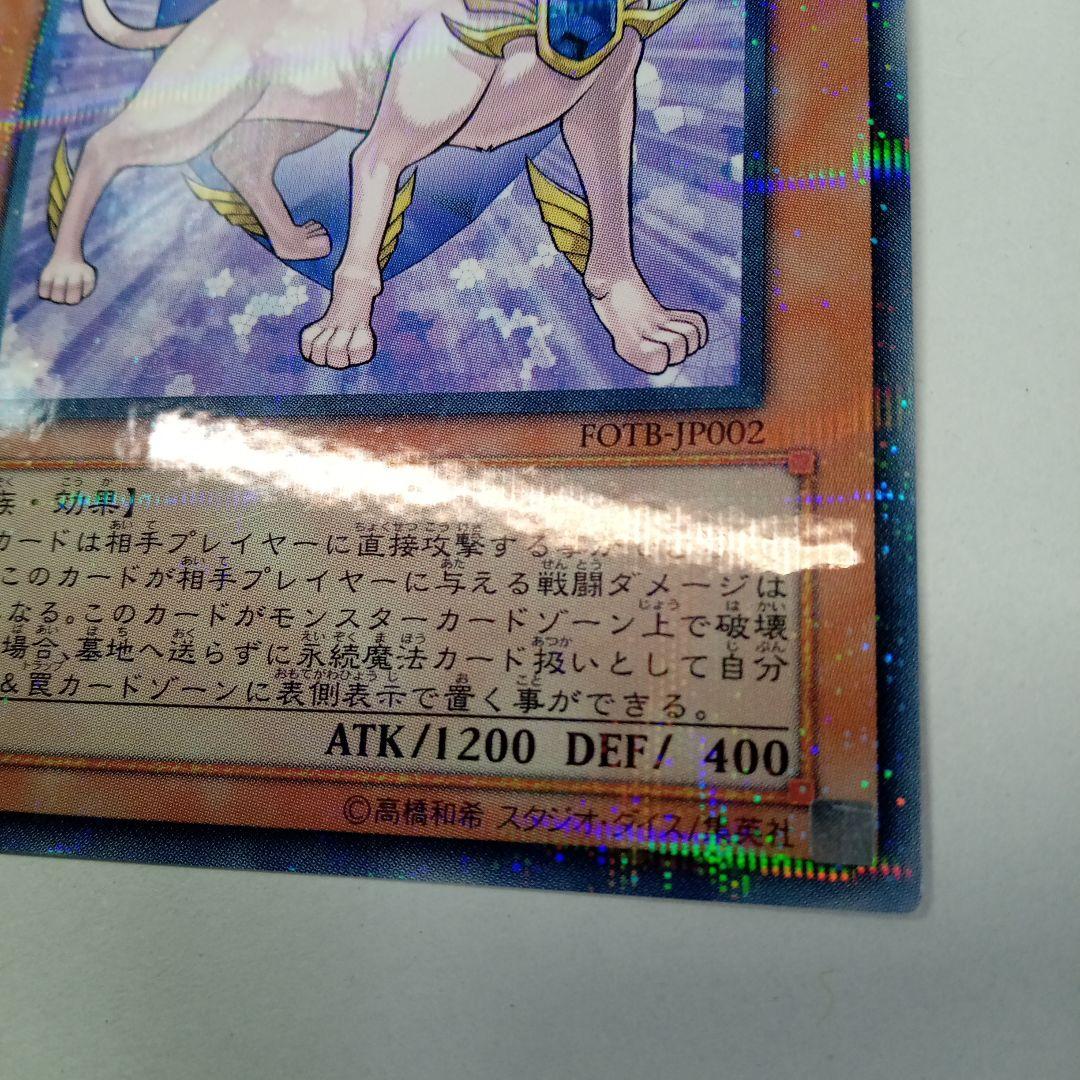 FOTB-JP002
族・効果】
カードは相手プレイヤーに直接攻撃する事が
このカードが相手プレイヤーに与える戦闘ダメージは
なる。このカードがモンスターカードゾーン上で破壊
場合、墓地へ送らずに永続魔法カード扱いとして自分
&罠カードゾーンに表側表示で置く事ができる。
ATK/1200 DEF/ 400
©高橋和希 スタジオ・ダイス/集英社